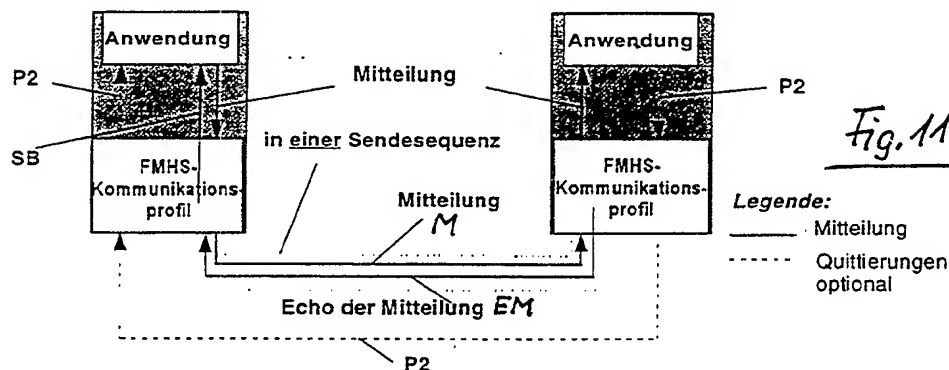 Anwendung
Anwendung
P2
Mitteilung
P2
SB
in einer Sendesequenz
Fig. 11
FMHS-
Kommunikations-
profil
FMHS-
Kommunikations-
profil
Mitteilung
M
Legende:
Mitteilung
Quittierungen
optional
Echo der Mitteilung EM
P2